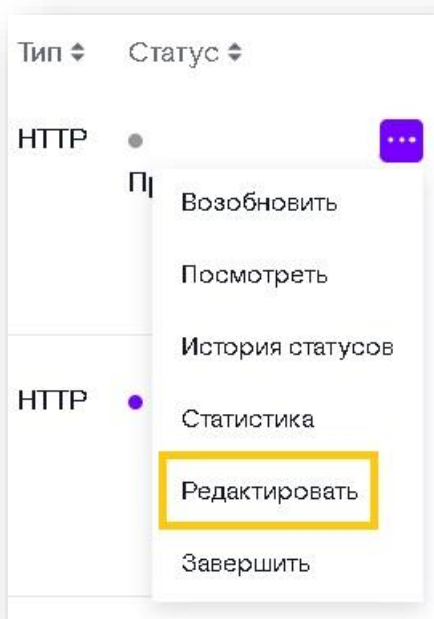 Тип Статус
HTTP
Возобновить
Посмотреть
История статусов
HTTP
Статистика
Редактировать
Завершить